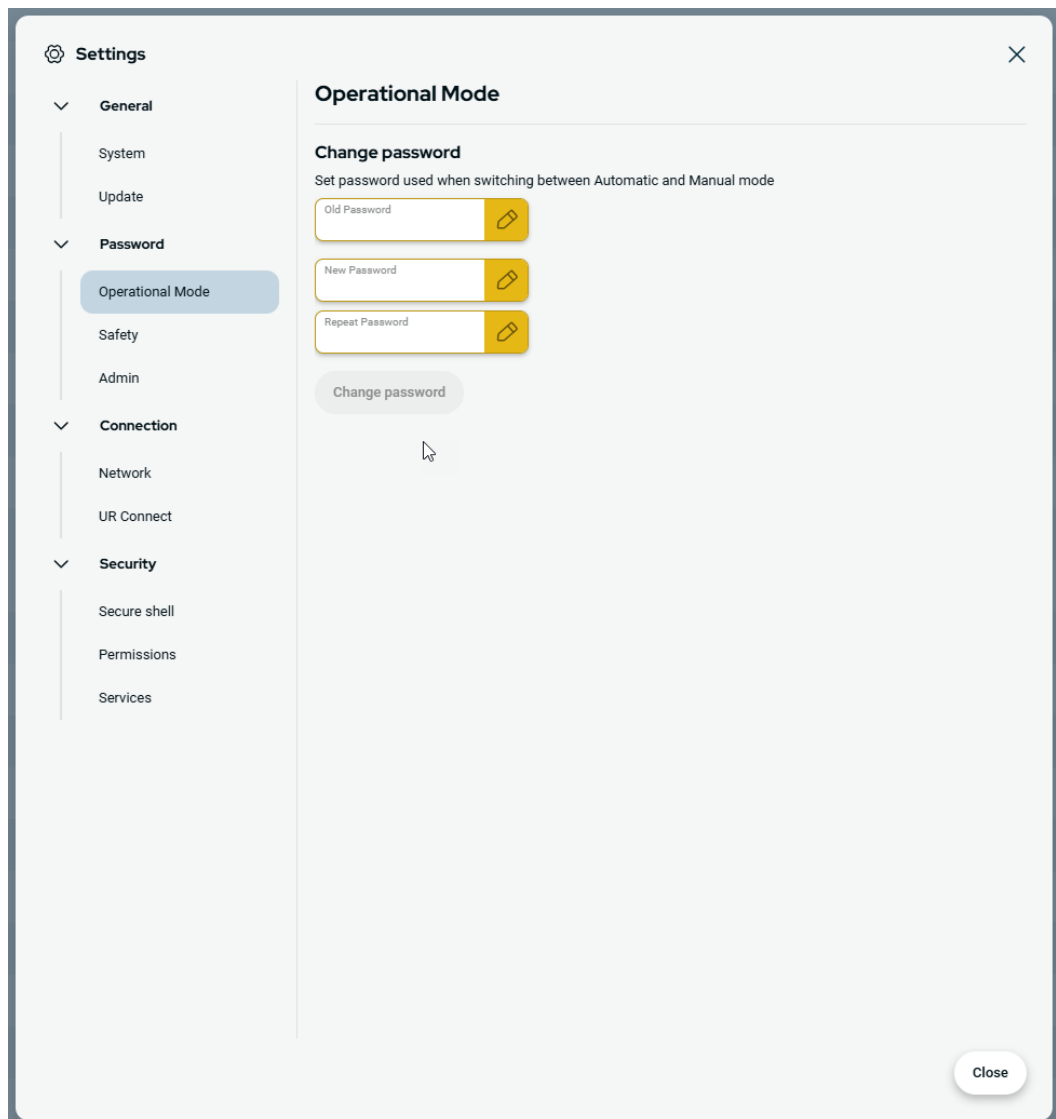 Settings
General
System
Update
Password
Operational Mode
Safety
Admin
Connection
Network
UR Connect
Security
Secure shell
Permissions
Services
Operational Mode
Change password
Set password used when switching between Automatic and Manual mode
Old Password
New Password
Repeat Password
Change password
Close